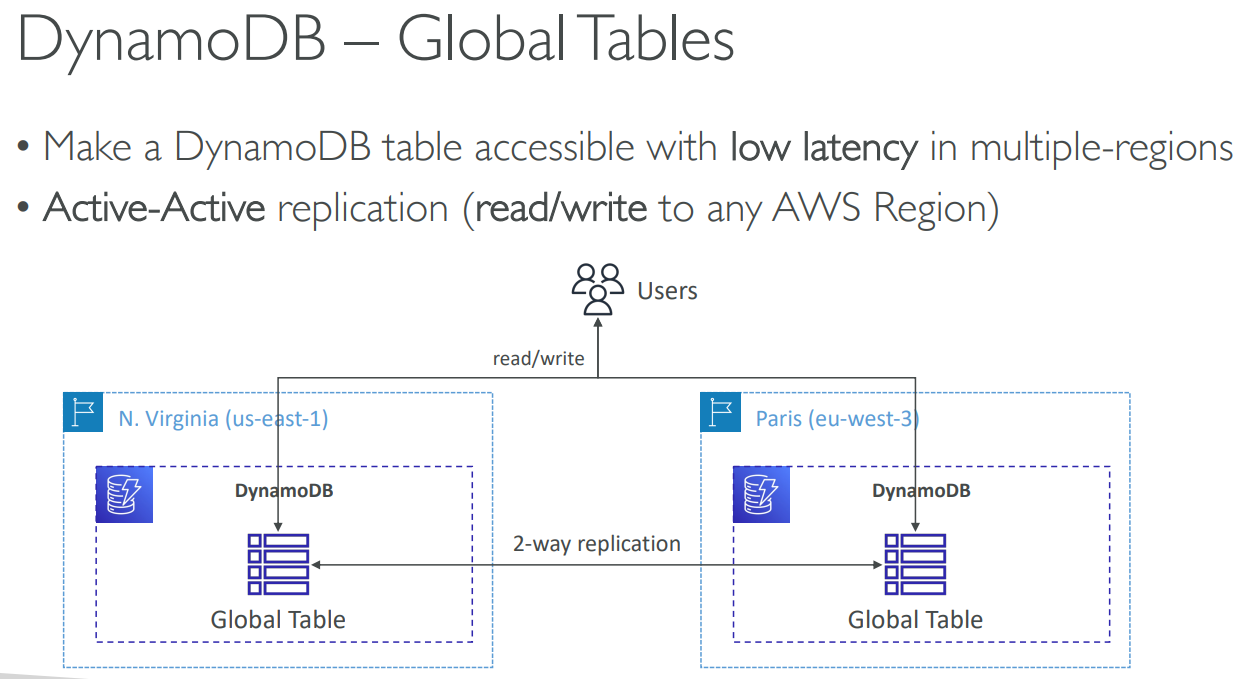 DynamoDB – Global Tables
• Make a DynamoDB table accessible with low latency in multiple-regions
• Active-Active replication (read/write to any AWS Region)
Users
read/write
N. Virginia (us-east-1)
Paris (eu-west-3)
DynamoDB
DynamoDB
2-way replication
Global Table
Global Table